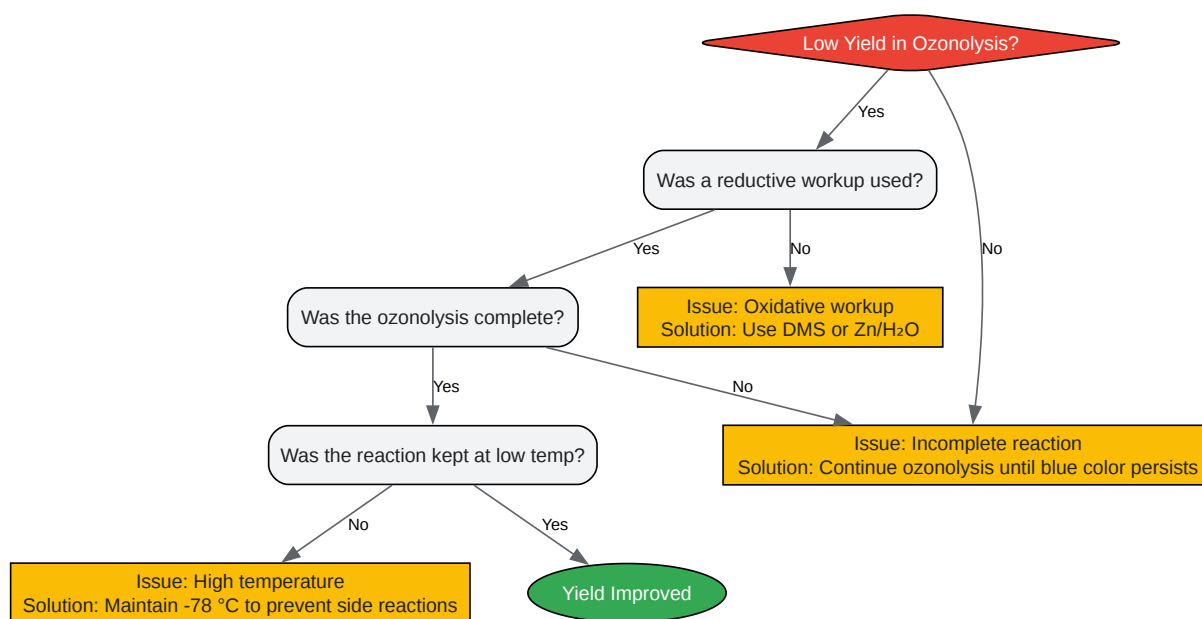 Low Yield in Ozonolysis?
Yes
Was a reductive workup used?
Yes
No
No
Was the ozonolysis complete?
Issue: Oxidative workup
Solution: Use DMS or Zn/H₂O
Yes
No
Was the reaction kept at low temp?
Issue: Incomplete reaction
Solution: Continue ozonolysis until blue color persists
No
Yes
Issue: High temperature
Solution: Maintain -78 °C to prevent side reactions
Yield Improved